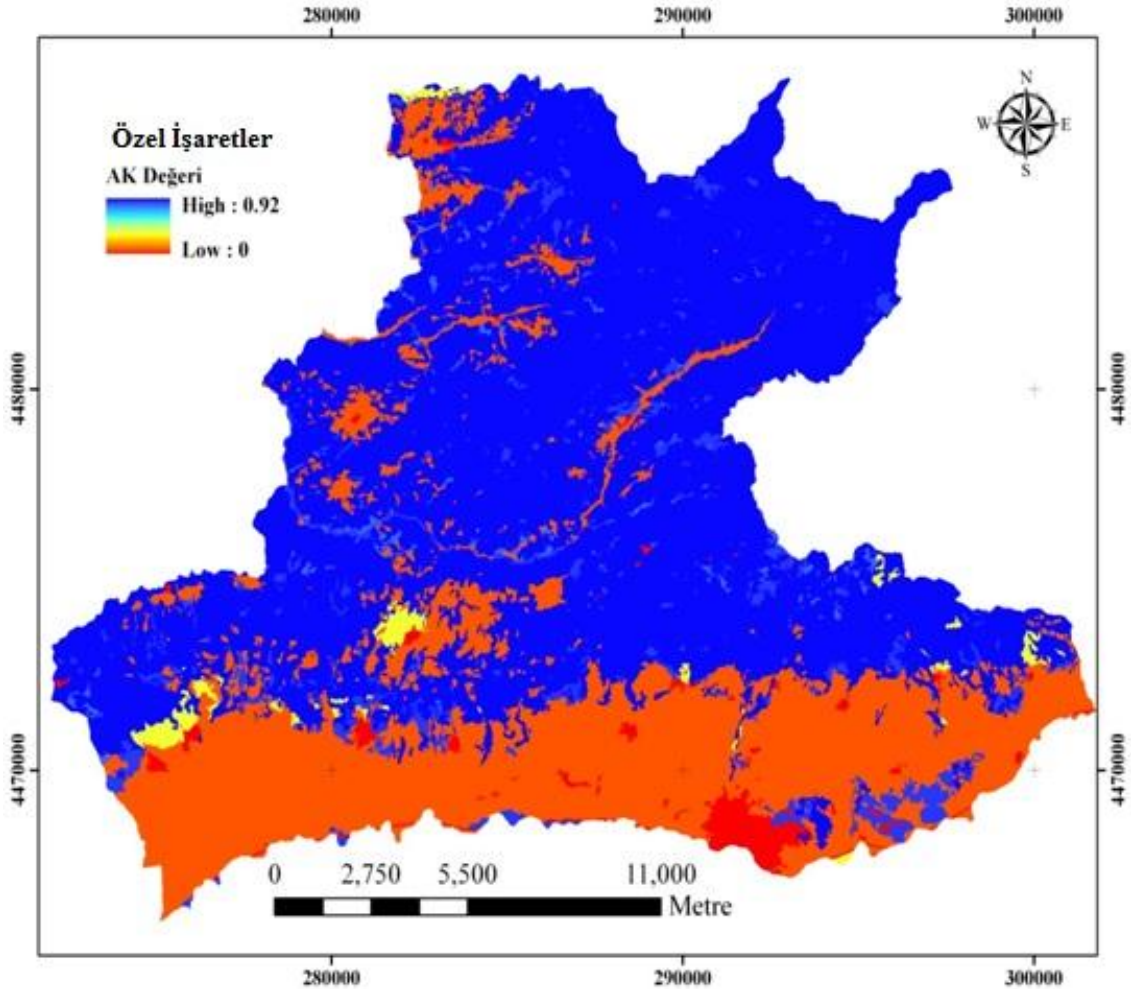 280000 290000 300000
N
W E
S
Özel İşaretler
AK Değeri
High : 0.92
Low : 0
4480000 4480000
4470000 4470000
0 2,750 5,500 11,000
Metre
280000 290000 300000